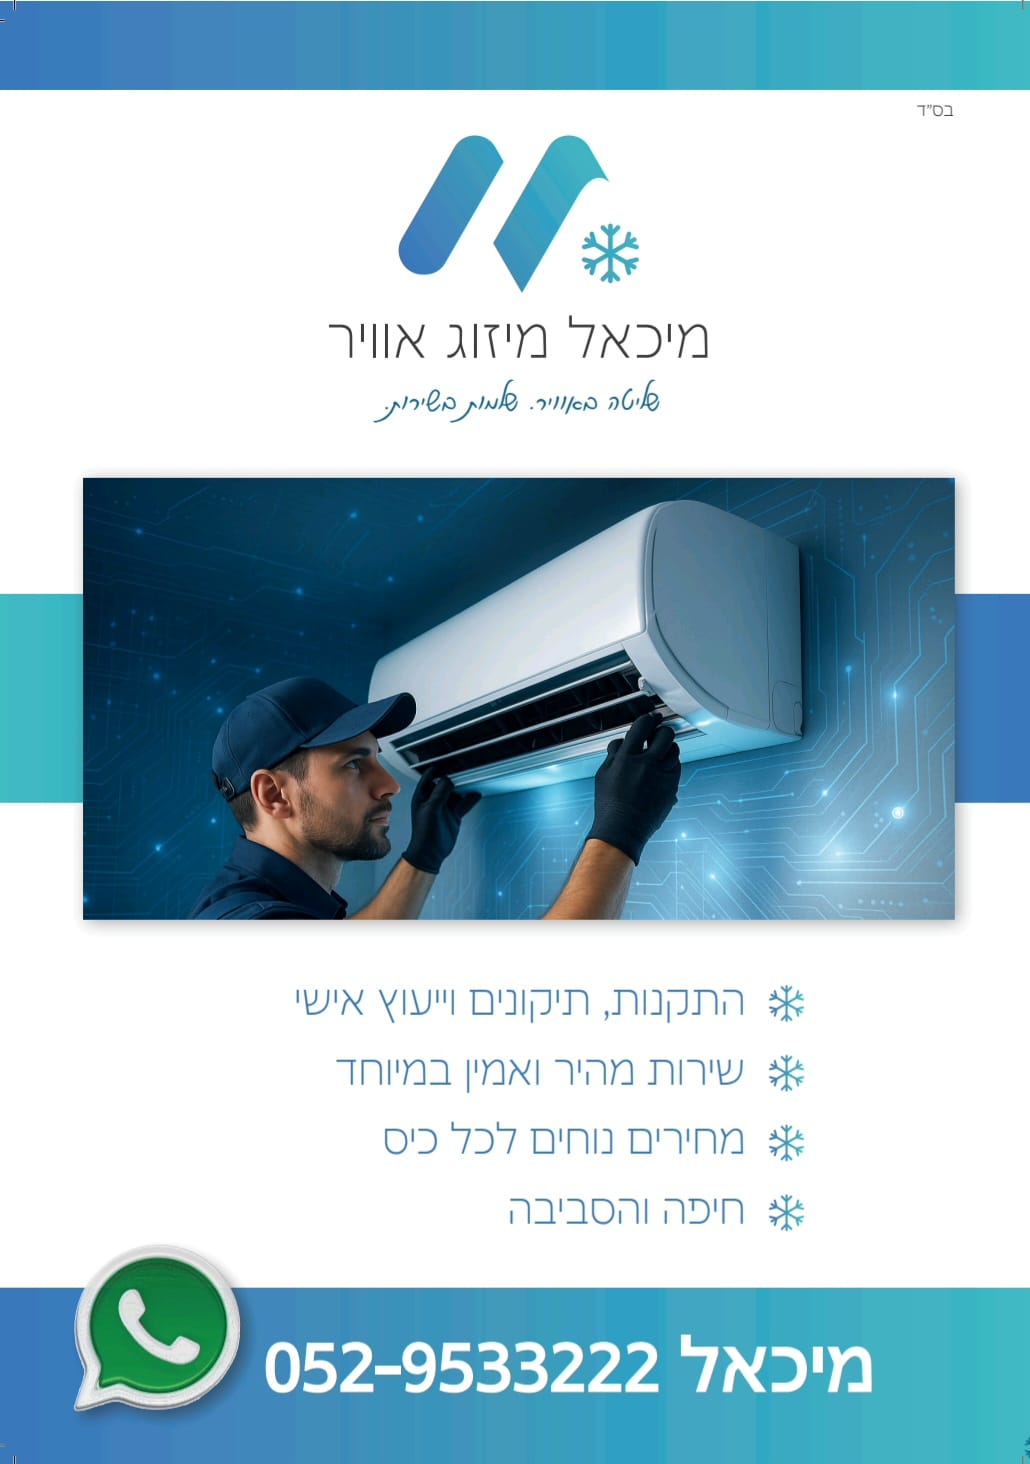 בס״ד
מיכאל מיזוג אוויר
שליטה באוויר. שלמות בשירות.
התקנות, תיקונים וייעוץ אישי
שירות מהיר ואמין במיוחד
מחירים נוחים לכל כיס
חיפה והסביבה
מיכאל 052-9533222